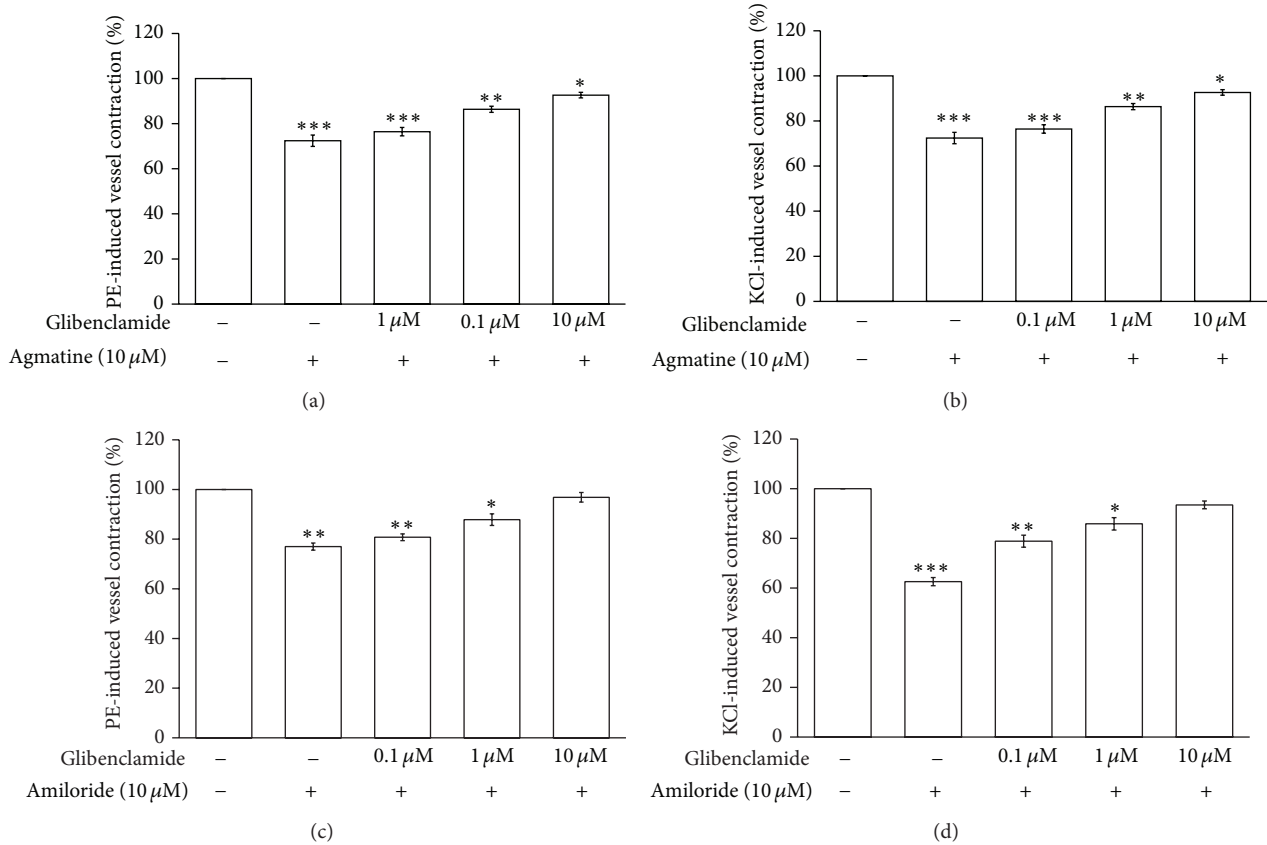 PE-induced vessel contraction (%)
120
100
80
60
40
20
0
*** *** ** *
Glibenclamide – – 1 μM 0.1 μM 10 μM
Agmatine (10 μM) – + + + +
(a)
KCl-induced vessel contraction (%)
120
100
80
60
40
20
0
*** *** ** *
Glibenclamide – – 0.1 μM 1 μM 10 μM
Agmatine (10 μM) – + + + +
(b)
PE-induced vessel contraction (%)
120
100
80
60
40
20
0
** ** *
Glibenclamide – – 0.1 μM 1 μM 10 μM
Amiloride (10 μM) – + + + +
(c)
KCl-induced vessel contraction (%)
120
100
80
60
40
20
0
*** ** *
Glibenclamide – – 0.1 μM 1 μM 10 μM
Amiloride (10 μM) – + + + +
(d)